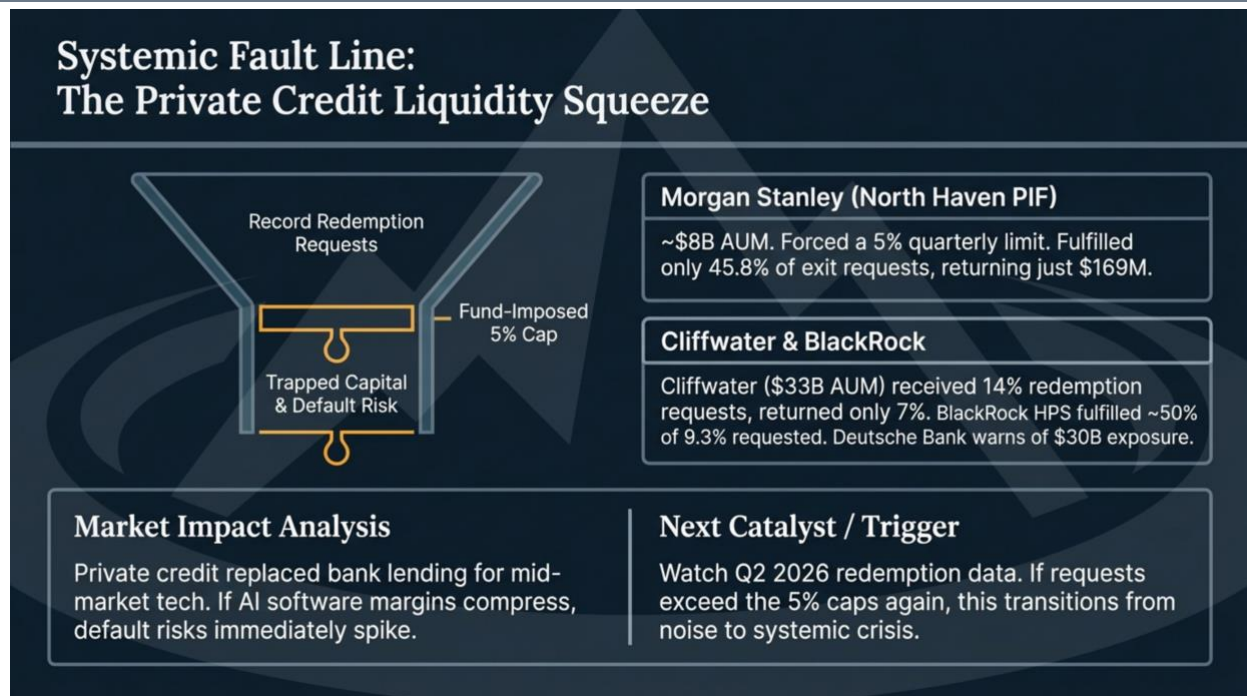 Systemic Fault Line:
The Private Credit Liquidity Squeeze
Record Redemption
Requests
Fund-Imposed
5% Cap
Trapped Capital
& Default Risk
Morgan Stanley (North Haven PIF)
~$8B AUM. Forced a 5% quarterly limit. Fulfilled
only 45.8% of exit requests, returning just $169M.
Cliffwater & BlackRock
Cliffwater ($33B AUM) received 14% redemption
requests, returned only 7%. BlackRock HPS fulfilled ~50%
of 9.3% requested. Deutsche Bank warns of $30B exposure.
Market Impact Analysis
Private credit replaced bank lending for mid-
market tech. If AI software margins compress,
default risks immediately spike.
Next Catalyst / Trigger
Watch Q2 2026 redemption data. If requests
exceed the 5% caps again, this transitions from
noise to systemic crisis.